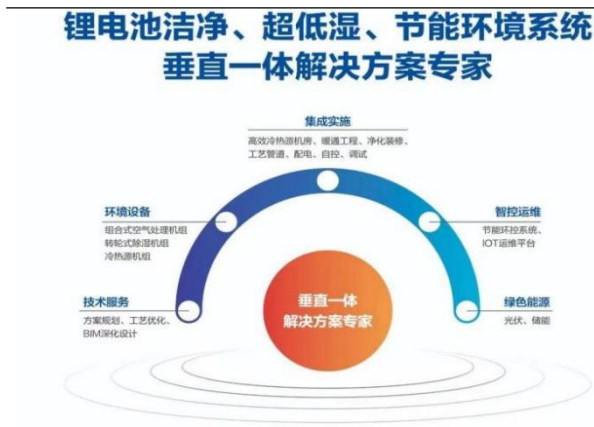 锂电池洁净、超低湿、节能环境系统
垂直一体解决方案专家
集成实施
高效冷热源机房、暖通工程、净化装修、
工艺管道、配电、自控、调试
环境设备
组合式空气处理机组
转轮式除湿机组
冷热源机组
智控运维
节能环控系统、
IOT运维平台
技术服务
方案规划、工艺优化、
BIM深化设计
垂直一体
解决方案专家
绿色能源
光伏、储能